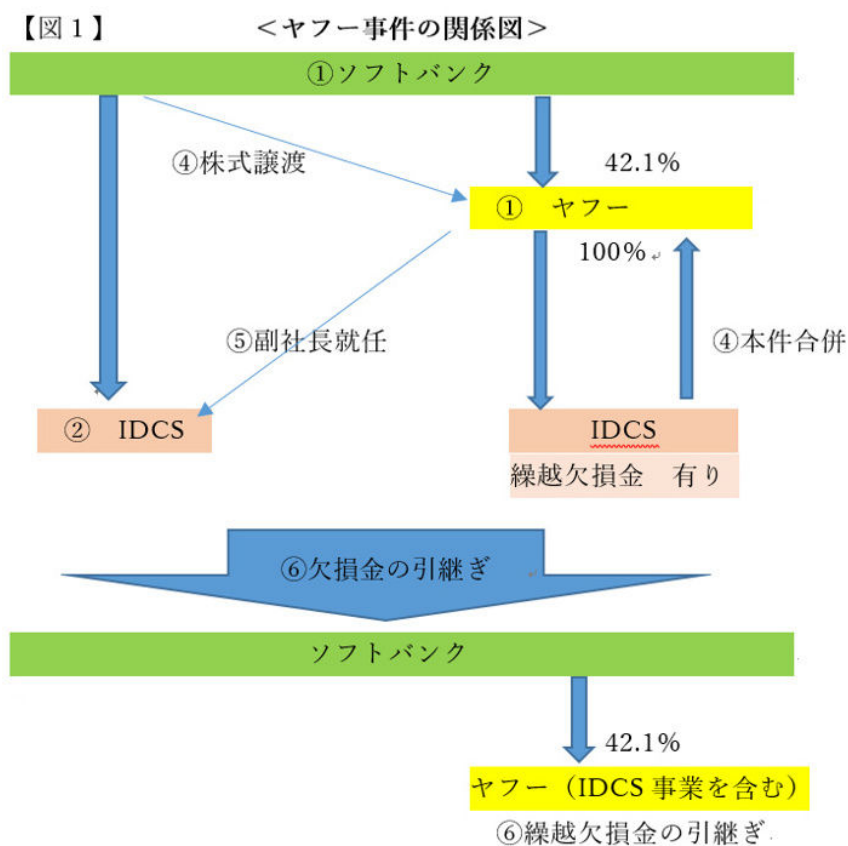 【図１】　＜ヤフー事件の関係図＞
①ソフトバンク
④株式譲渡
42.1%
①　ヤフー
100%
⑤副社長就任
④本件合併
②　IDCS
IDCS
繰越欠損金　有り
⑥欠損金の引継ぎ
ソフトバンク
42.1%
ヤフー（IDCS 事業を含む）
⑥繰越欠損金の引継ぎ